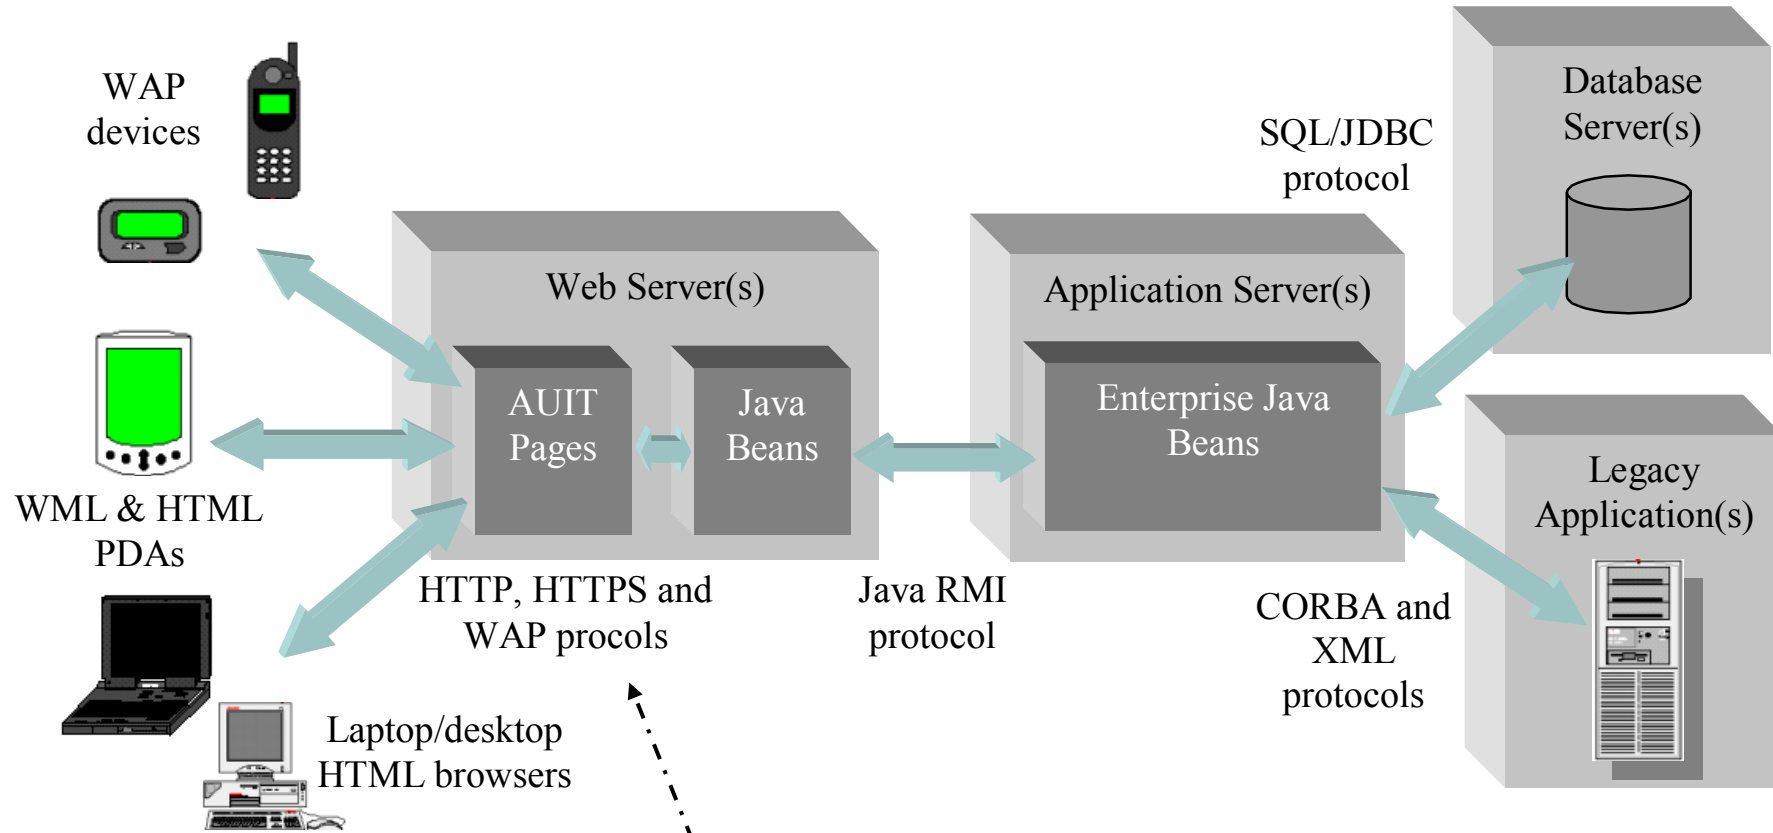 WAP
devices
WML & HTML
PDAs
Laptop/desktop
HTML browsers
Web Server(s)
AUIT
Pages
Java
Beans
HTTP, HTTPS and
WAP procols
Java RMI
protocol
Application Server(s)
Enterprise Java
Beans
SQL/JDBC
protocol
CORBA and
XML
protocols
Database
Server(s)
Legacy
Application(s)